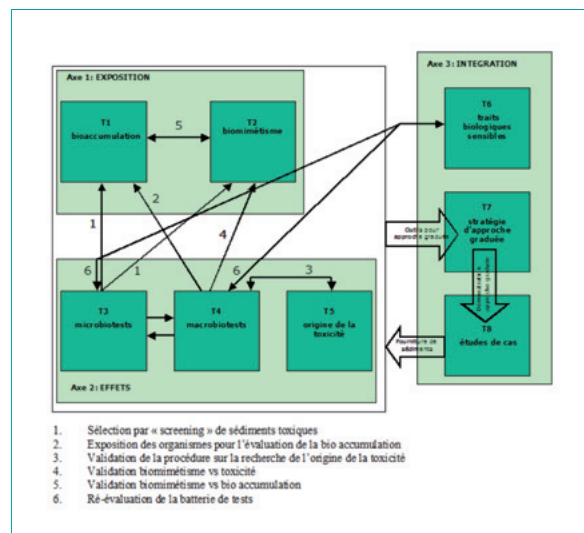 Axe 1: EXPOSITION
T1
bioaccumulation
T2
biomimétisme
5
1
2
4
6
1
6
3
T3
microbiotests
T4
macrobiotests
T5
origine de la
toxicité
Axe 2: EFFETS
Axe 3: INTEGRATION
T6
traits
biologiques
sensibles
T7
stratégie
d'approche
graduée
Outils pour
approche graduée
approche graduée
T8
études de cas
Fourniture de
sédiments
1. Sélection par « screening » de sédiments toxiques
2. Exposition des organismes pour l'évaluation de la bio accumulation
3. Validation de la procédure sur la recherche de l'origine de la toxicité
4. Validation biomimétisme vs toxicité
5. Validation biomimétisme vs bio accumulation
6. Ré-évaluation de la batterie de tests